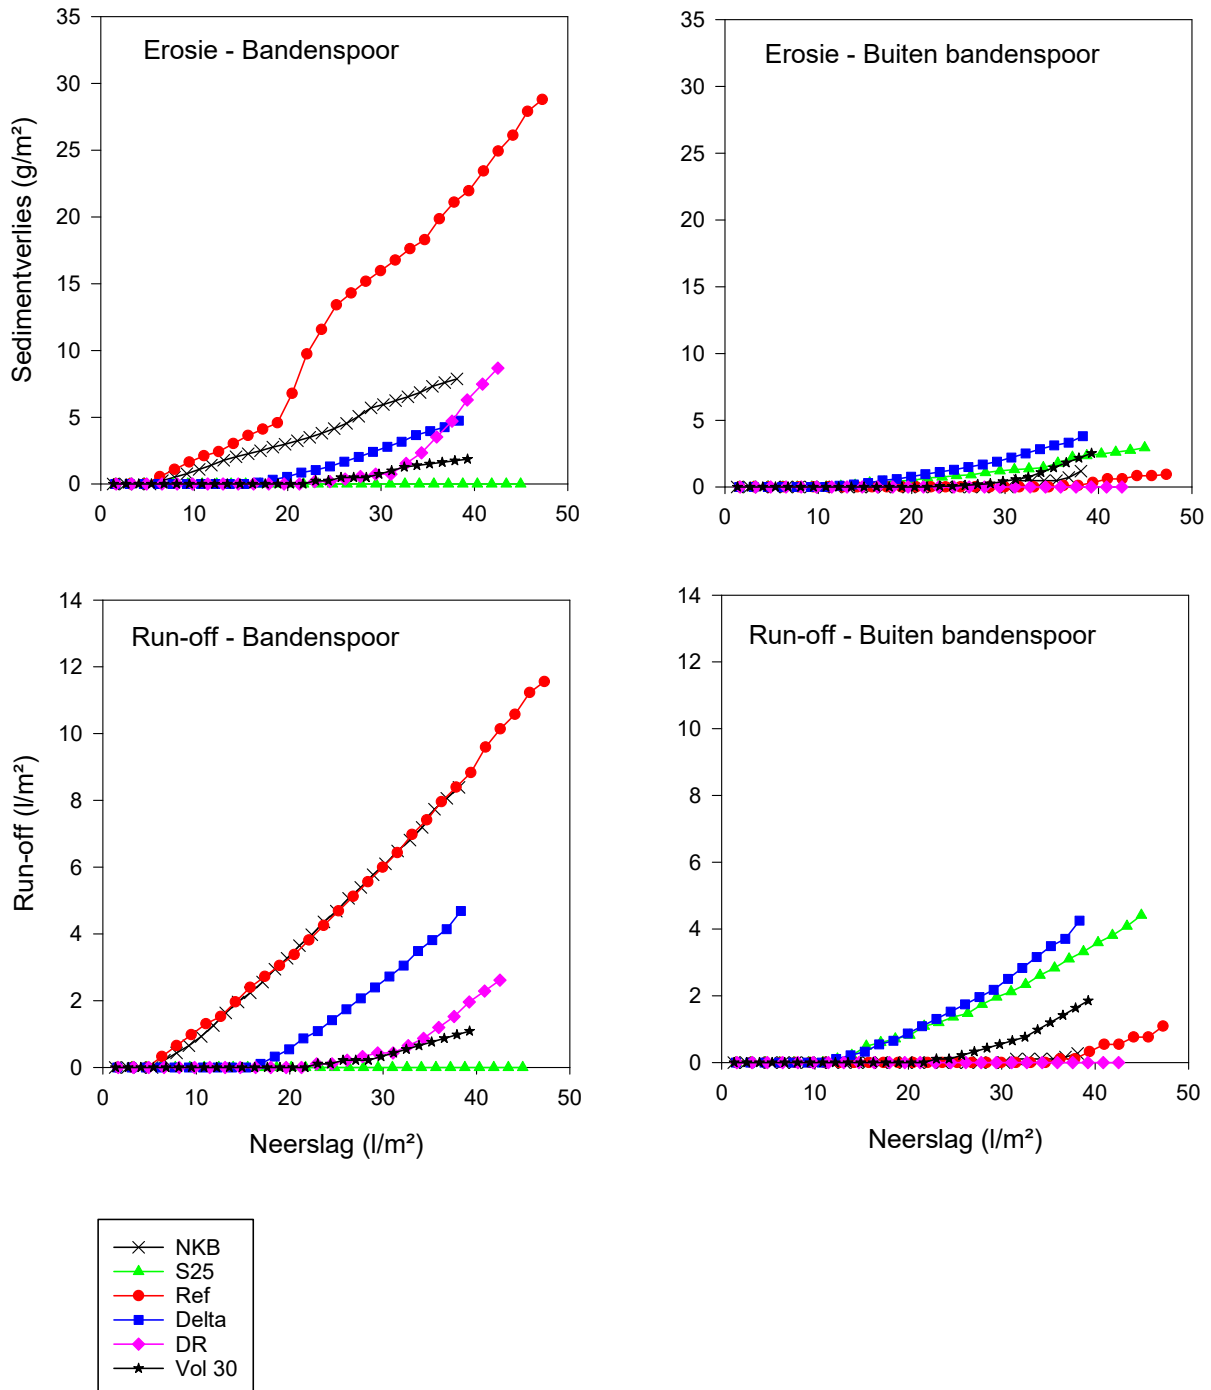 Erosie - Bandenspoor
Sedimentverlies (g/m²)
35
30
25
20
15
10
5
0
0 10 20 30 40 50
Erosie - Buiten bandenspoor
35
30
25
20
15
10
5
0
0 10 20 30 40 50
Run-off - Bandenspoor
Run-off (l/m²)
14
12
10
8
6
4
2
0
0 10 20 30 40 50
Neerslag (l/m²)
Run-off - Buiten bandenspoor
14
12
10
8
6
4
2
0
0 10 20 30 40 50
Neerslag (l/m²)
NKB
S25
Ref
Delta
DR
Vol 30